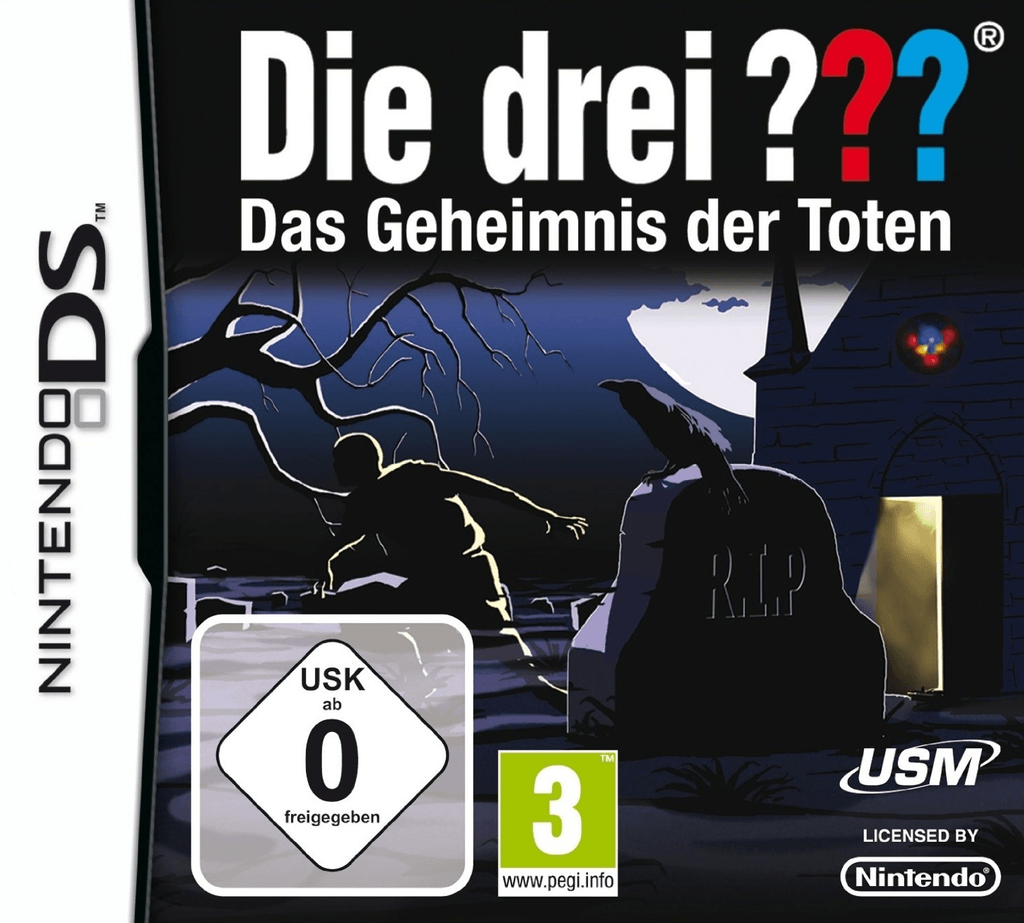 Die drei ???®
Das Geheimnis der Toten
NINTENDO DS™
R.I.P
USK
ab
0
freigegeben
3™
www.pegi.info
USM
LICENSED BY
Nintendo®